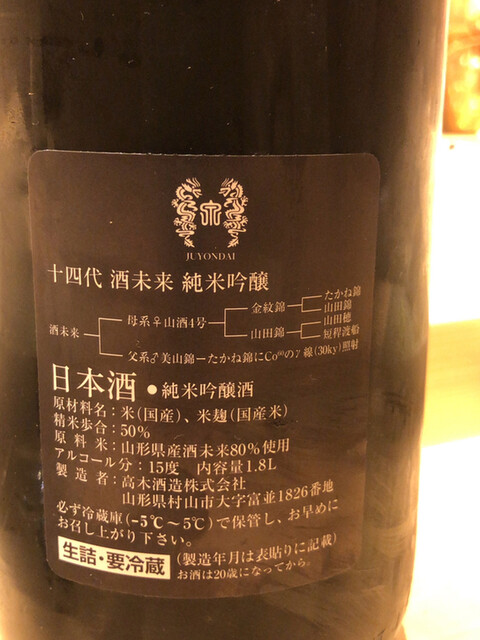 JUYONDAI
十四代 酒未来 純米吟醸
たかね錦
金紋錦
山田錦
母系♀山酒4号
山田穂
酒未来
山田錦
短稈渡船
父系♂美山錦ーたかね錦にCo⁶⁰のγ線(30ky)照射
日本酒 ●純米吟醸酒
原材料名：米(国産)、米麹(国産米)
精米歩合：50%
原料米：山形県産酒未来80%使用
アルコール分：15度 内容量1.8L
製造者：高木酒造株式会社
山形県村山市大字富並1826番地
必ず冷蔵庫(−5℃〜5℃)で保管し、お早めに
お召し上がり下さい。
生詰・要冷蔵 (製造年月は表貼りに記載)
お酒は20歳になってから。